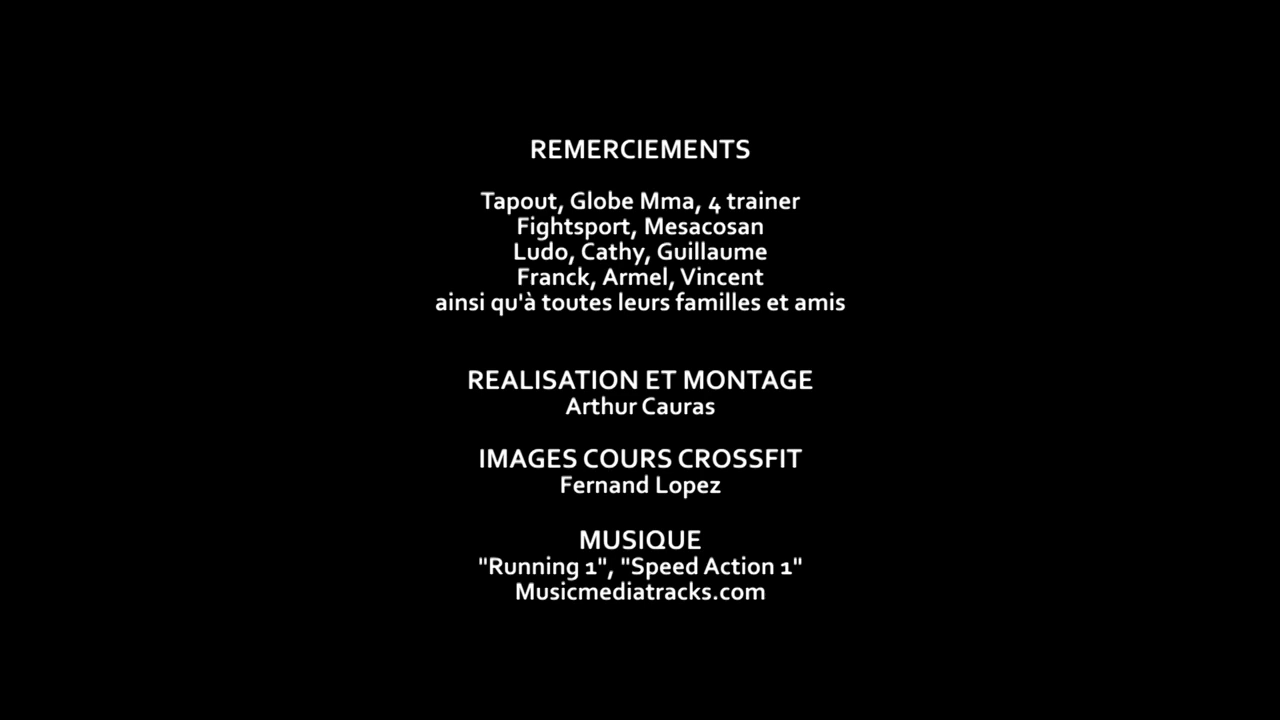 REMERCIEMENTS
Tapout, Globe Mma, 4 trainer
Fightsport, Mesacosan
Ludo, Cathy, Guillaume
Franck, Armel, Vincent
ainsi qu'à toutes leurs familles et amis
REALISATION ET MONTAGE
Arthur Cauras
IMAGES COURS CROSSFIT
Fernand Lopez
MUSIQUE
"Running 1", "Speed Action 1"
Musicmediatracks.com